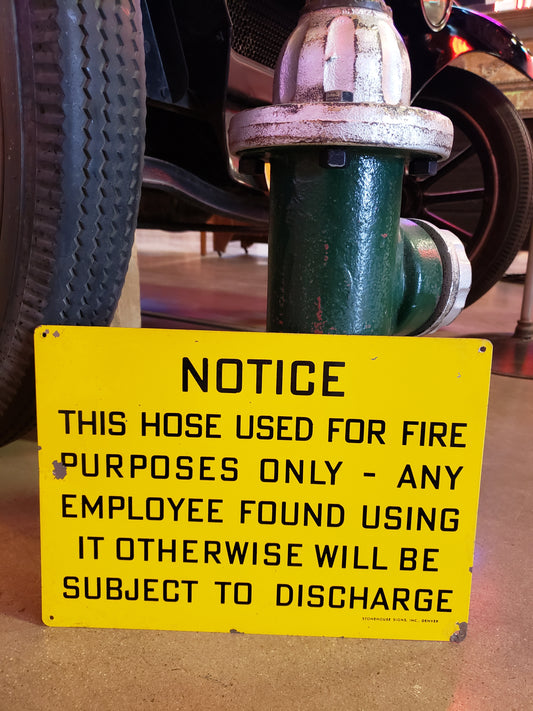 NOTICE
THIS HOSE USED FOR FIRE
PURPOSES ONLY - ANY
EMPLOYEE FOUND USING
IT OTHERWISE WILL BE
SUBJECT TO DISCHARGE
STONEHOUSE SIGNS, INC., DENVER